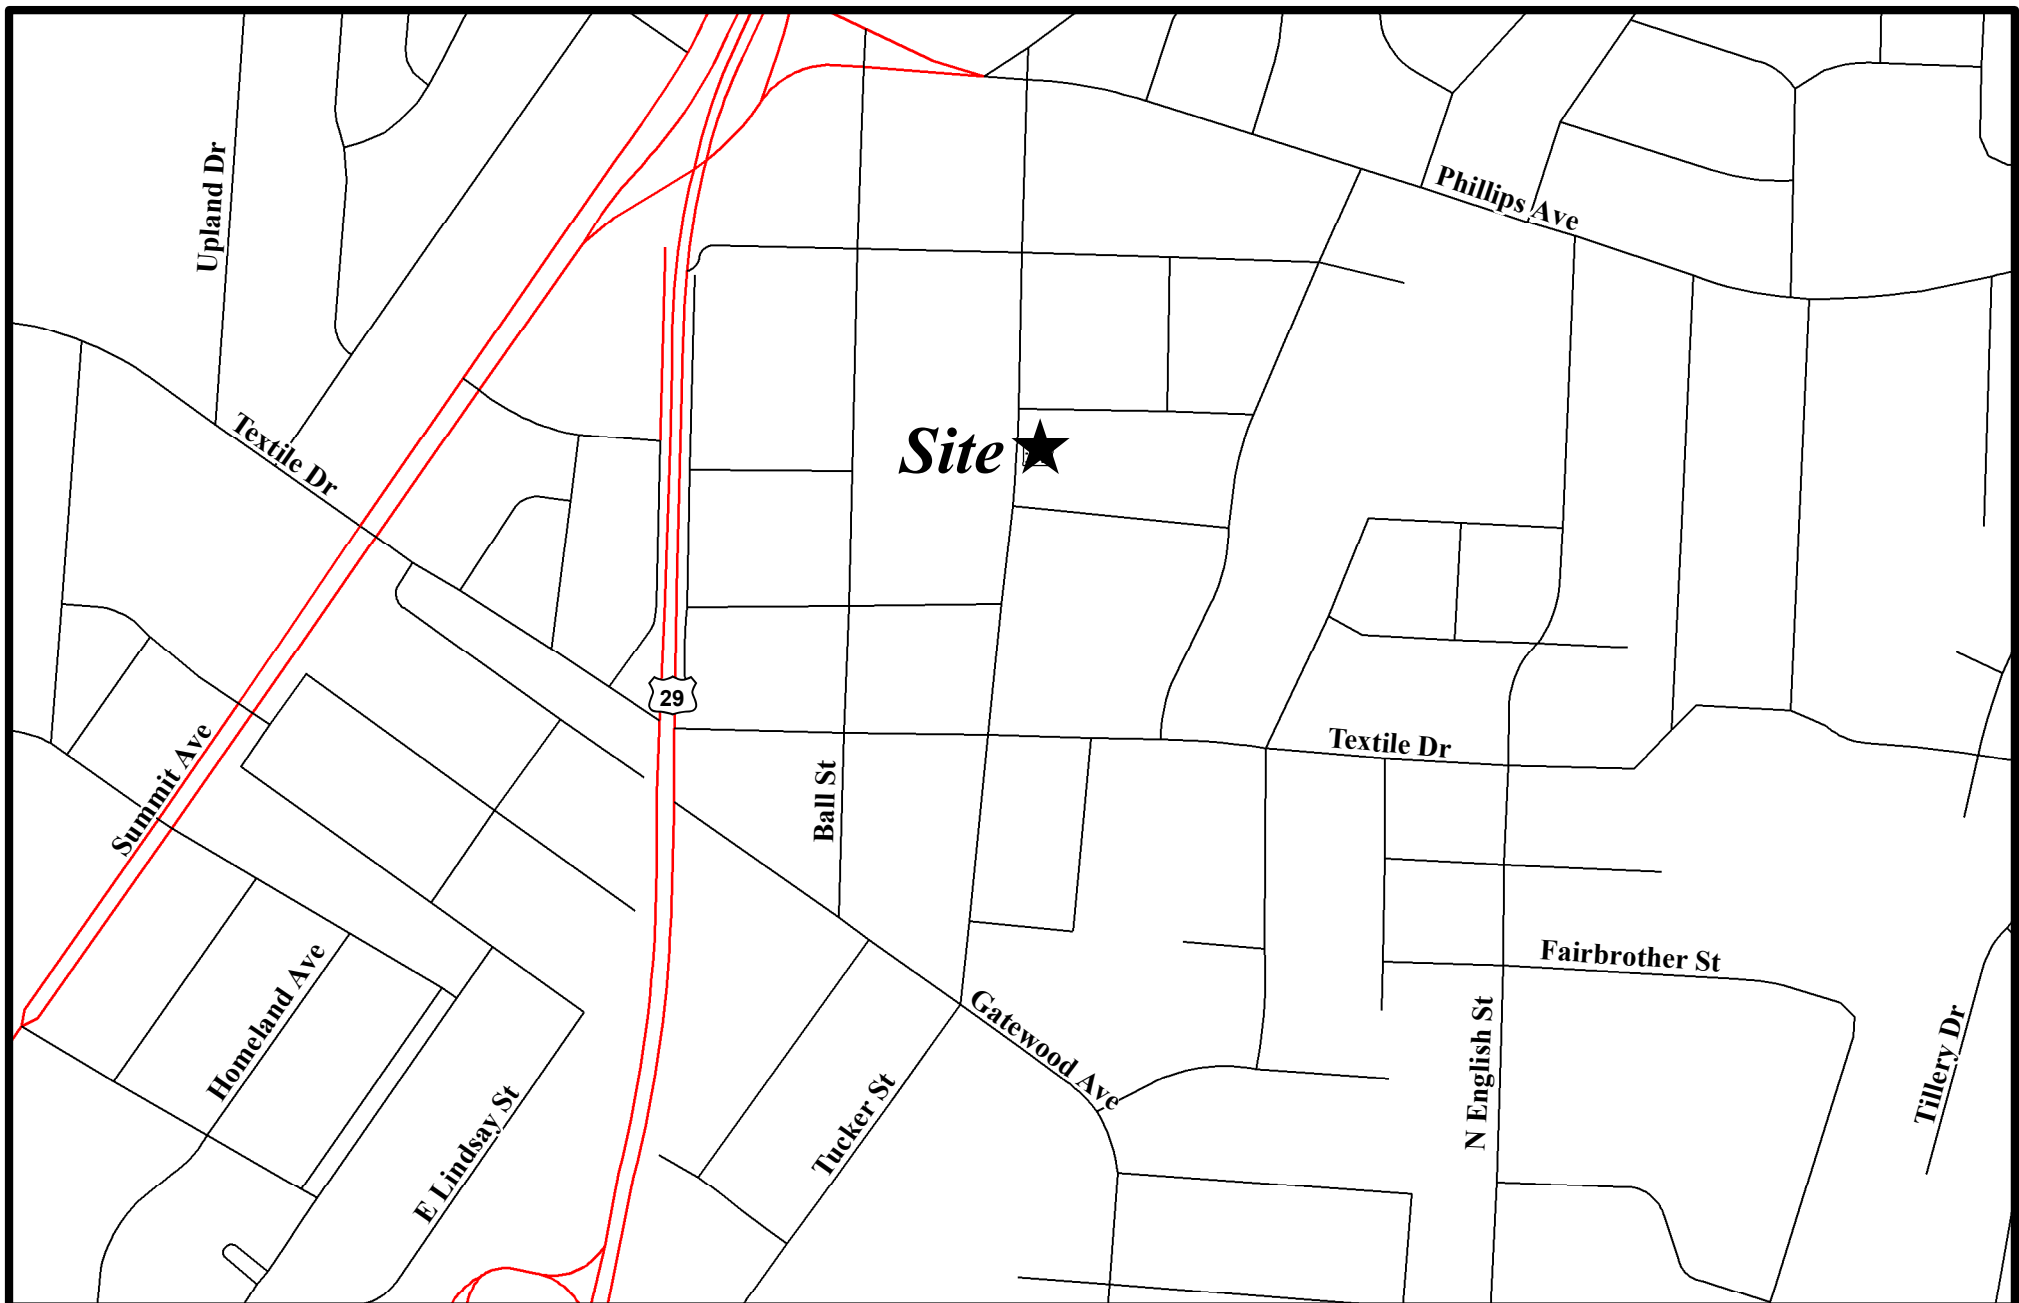 Upland Dr
Phillips Ave
Textile Dr
Site
29
Summit Ave
Textile Dr
Ball St
Homeland Ave
Fairbrother St
Gatewood Ave
N English St
Tillery Dr
E Lindsay St
Tucker St